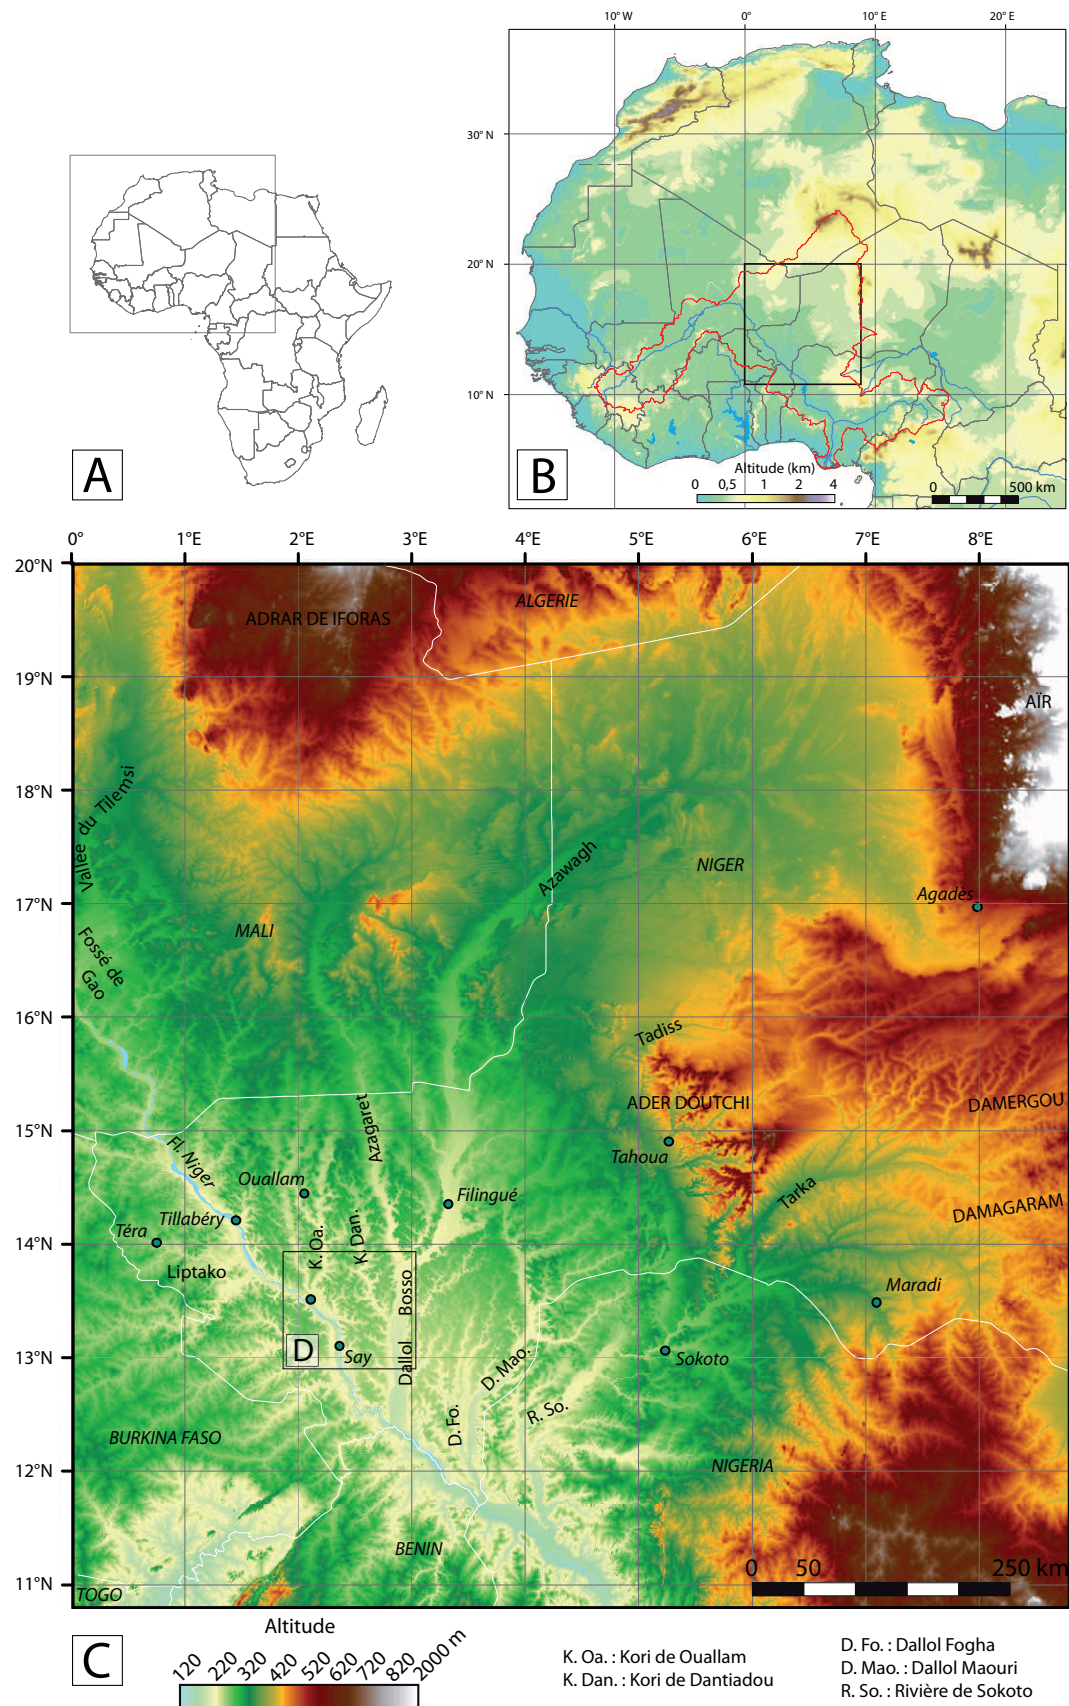 10° W 0° 10° E 20° E
30° N
20° N
10° N
A
B
Altitude (km)
0 0,5 1 2 4
0 500 km
0° 1°E 2°E 3°E 4°E 5°E 6°E 7°E 8°E
20°N
ADRAR DE IFORAS
ALGERIE
19°N
AÏR
18°N
Vallée du Tilemsi
Azawagh
NIGER
17°N
Agadès
MALI
Fossé de
Gao
16°N
Tadiss
ADER DOUTCHI
DAMERGOU
Azagaret
15°N
Fl. Niger
Tahoua
Ouallam
Filingué
Tarka
DAMAGARAM
Téra
Tillabéry
14°N
K. Oa.
K. Dan.
Liptako
Dallol Bosso
Maradi
D
Say
13°N
Sokoto
D. Mao.
D. Fo.
R. So.
BURKINA FASO
12°N
NIGERIA
BENIN
11°N
TOGO
0 50 250 km
C
Altitude
120 220 320 420 520 620 720 820 2000 m
K. Oa. : Kori de Ouallam
K. Dan. : Kori de Dantiadou
D. Fo. : Dallol Fogha
D. Mao. : Dallol Maouri
R. So. : Rivière de Sokoto